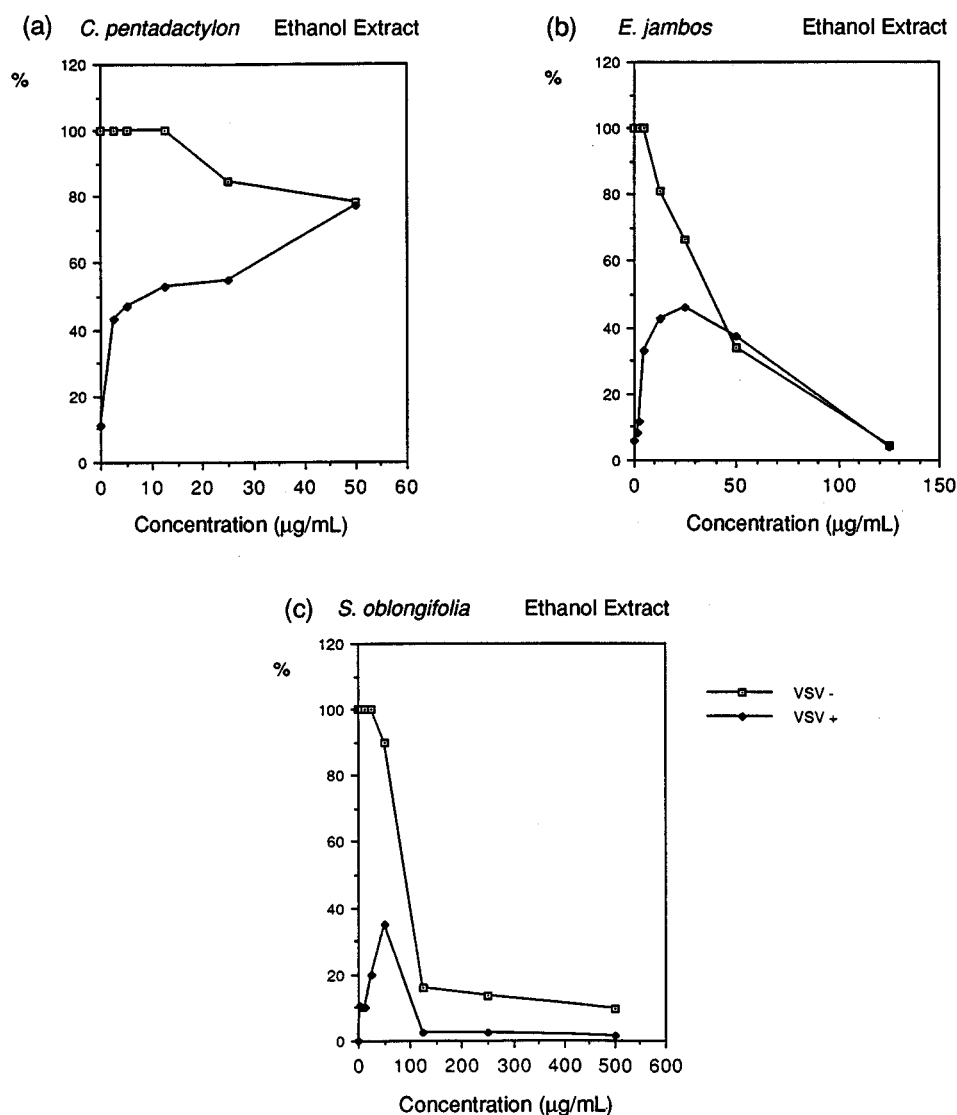 (a) C. pentadactylon Ethanol Extract
%
120
100
80
60
40
20
0
0 10 20 30 40 50 60
Concentration (μg/mL)
(b) E. jambos Ethanol Extract
%
120
100
80
60
40
20
0
0 50 100 150
Concentration (μg/mL)
(c) S. oblongifolia Ethanol Extract
%
120
100
80
60
40
20
0
0 100 200 300 400 500 600
Concentration (μg/mL)
VSV -
VSV +